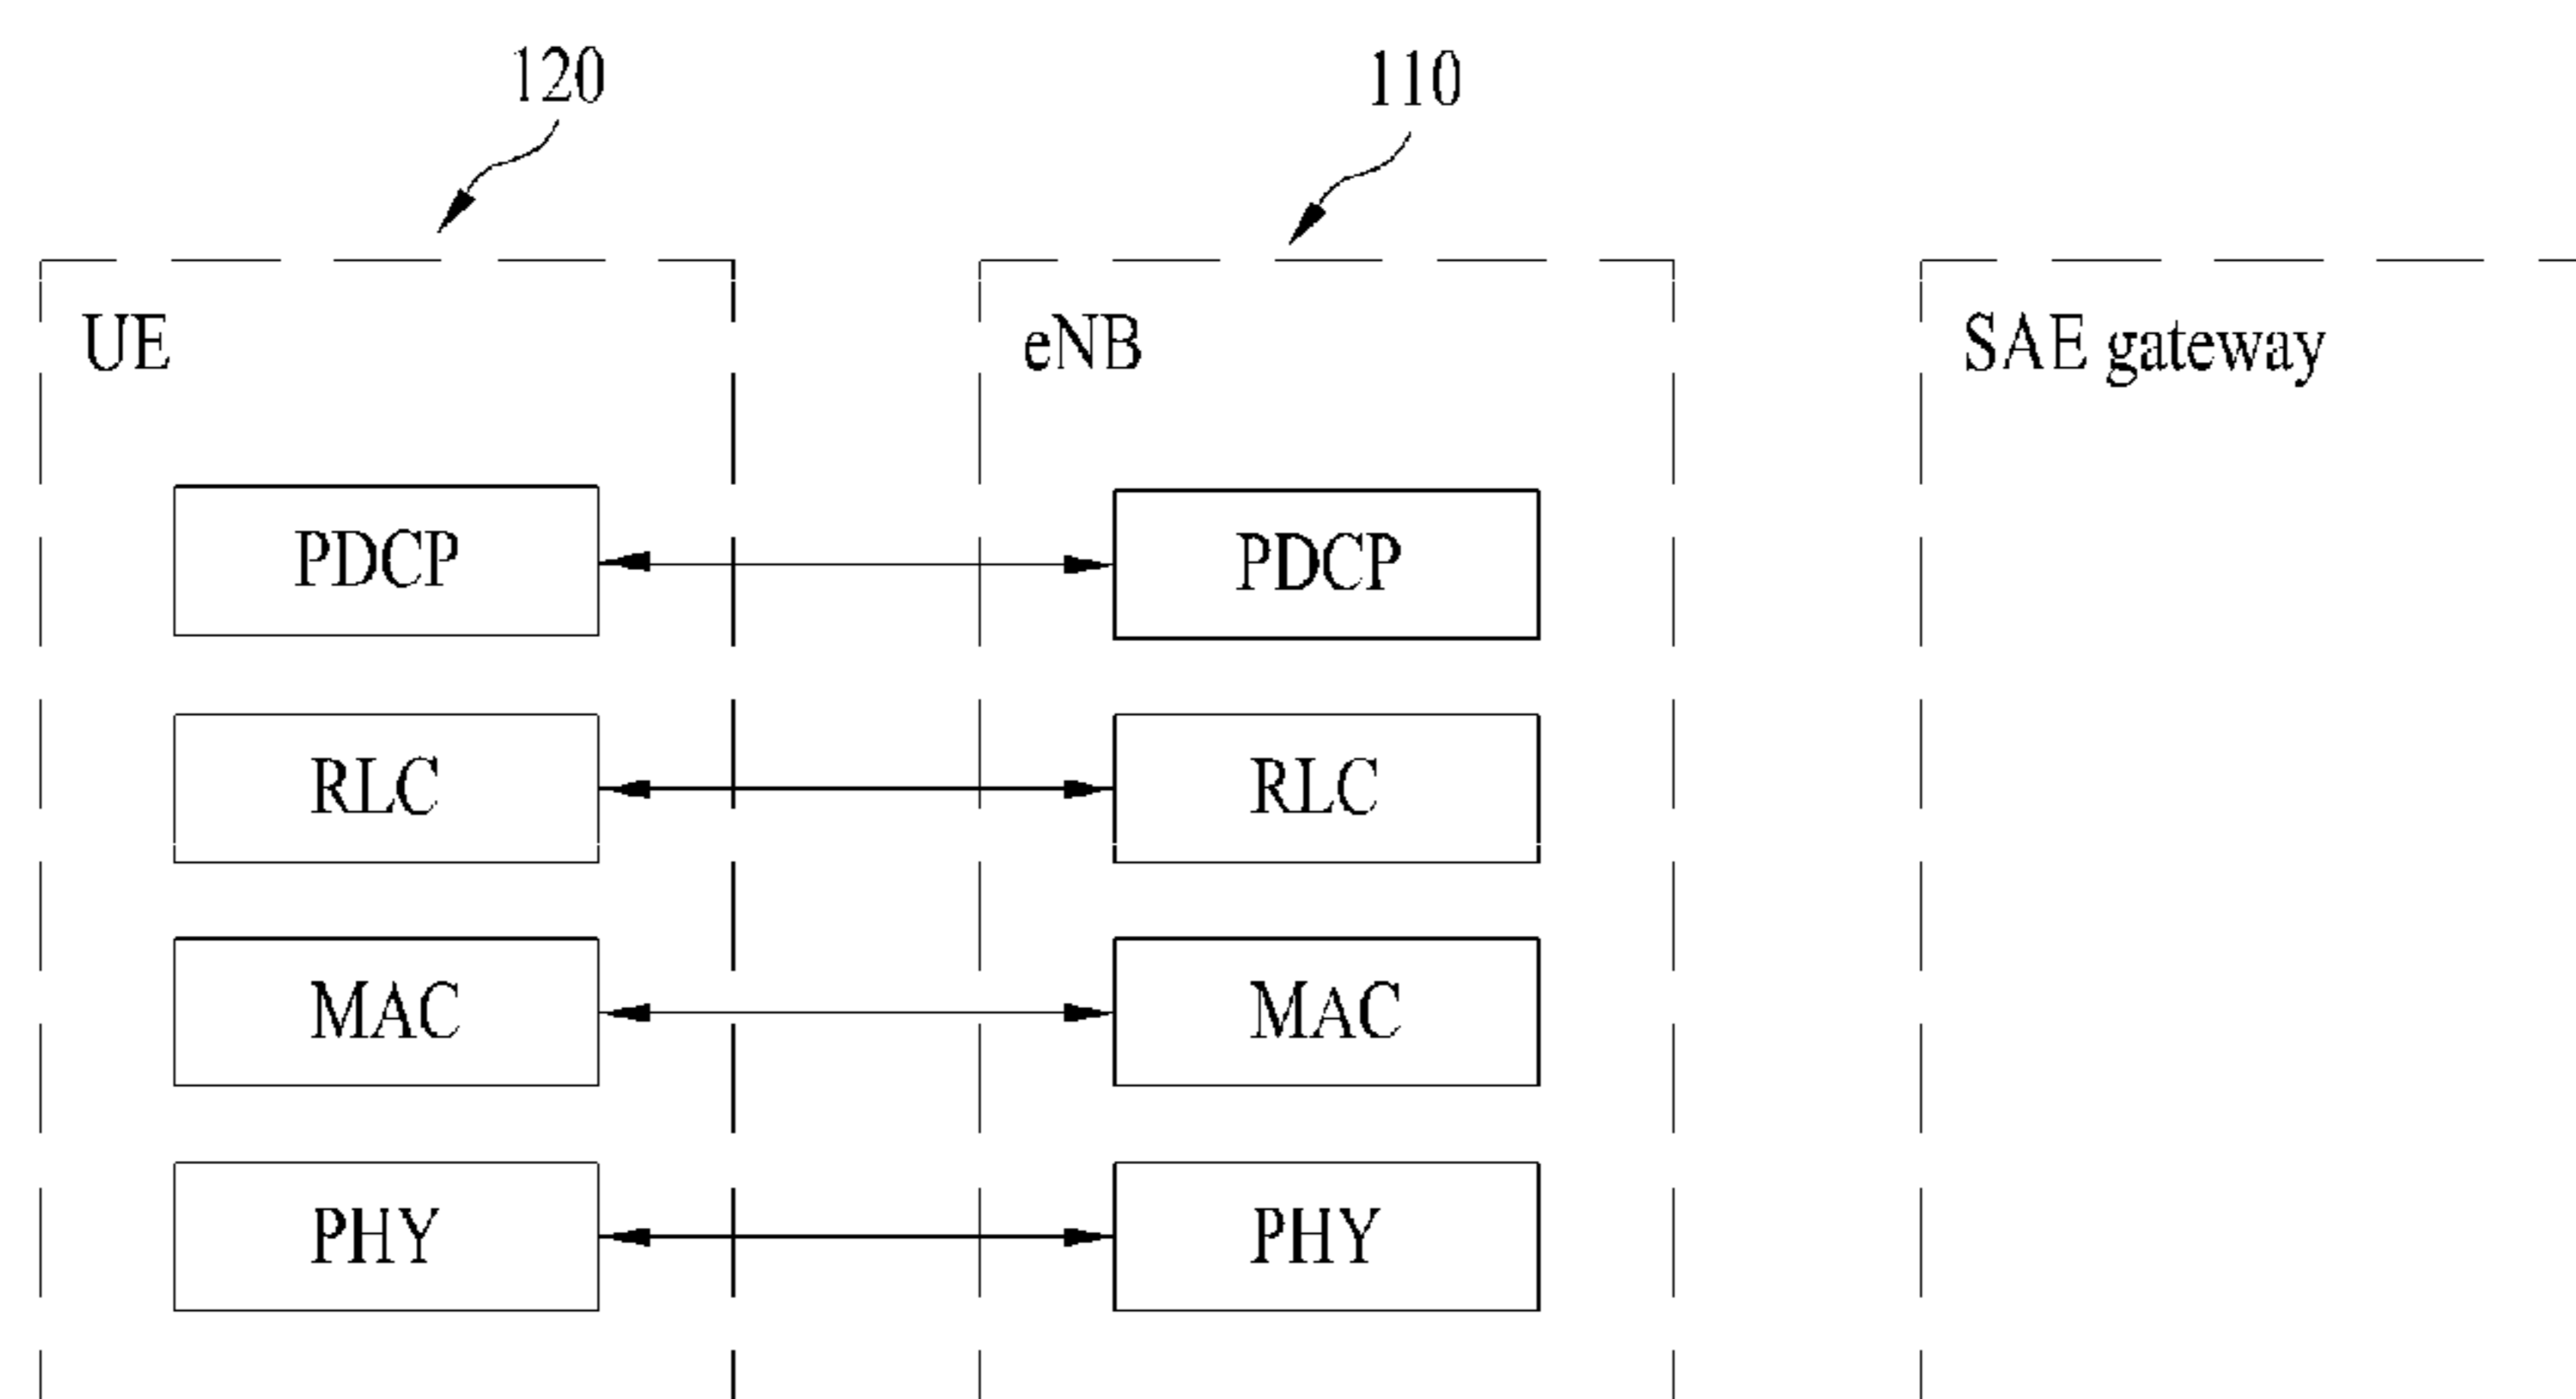 120 110
UE eNB SAE gateway
PDCP PDCP
RLC RLC
MAC MAC
PHY PHY